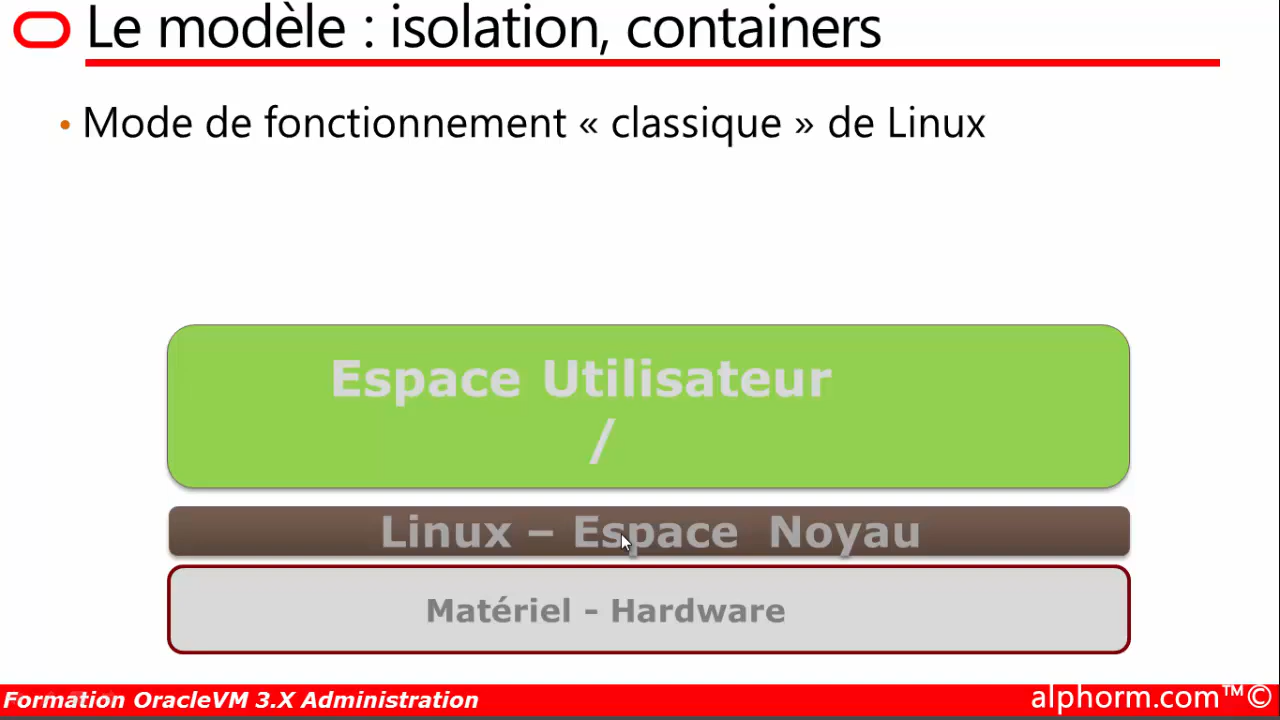 Le modèle : isolation, containers
• Mode de fonctionnement « classique » de Linux
Espace Utilisateur
/
Linux – Espace Noyau
Matériel - Hardware
Formation OracleVM 3.X Administration
alphorm.com™©